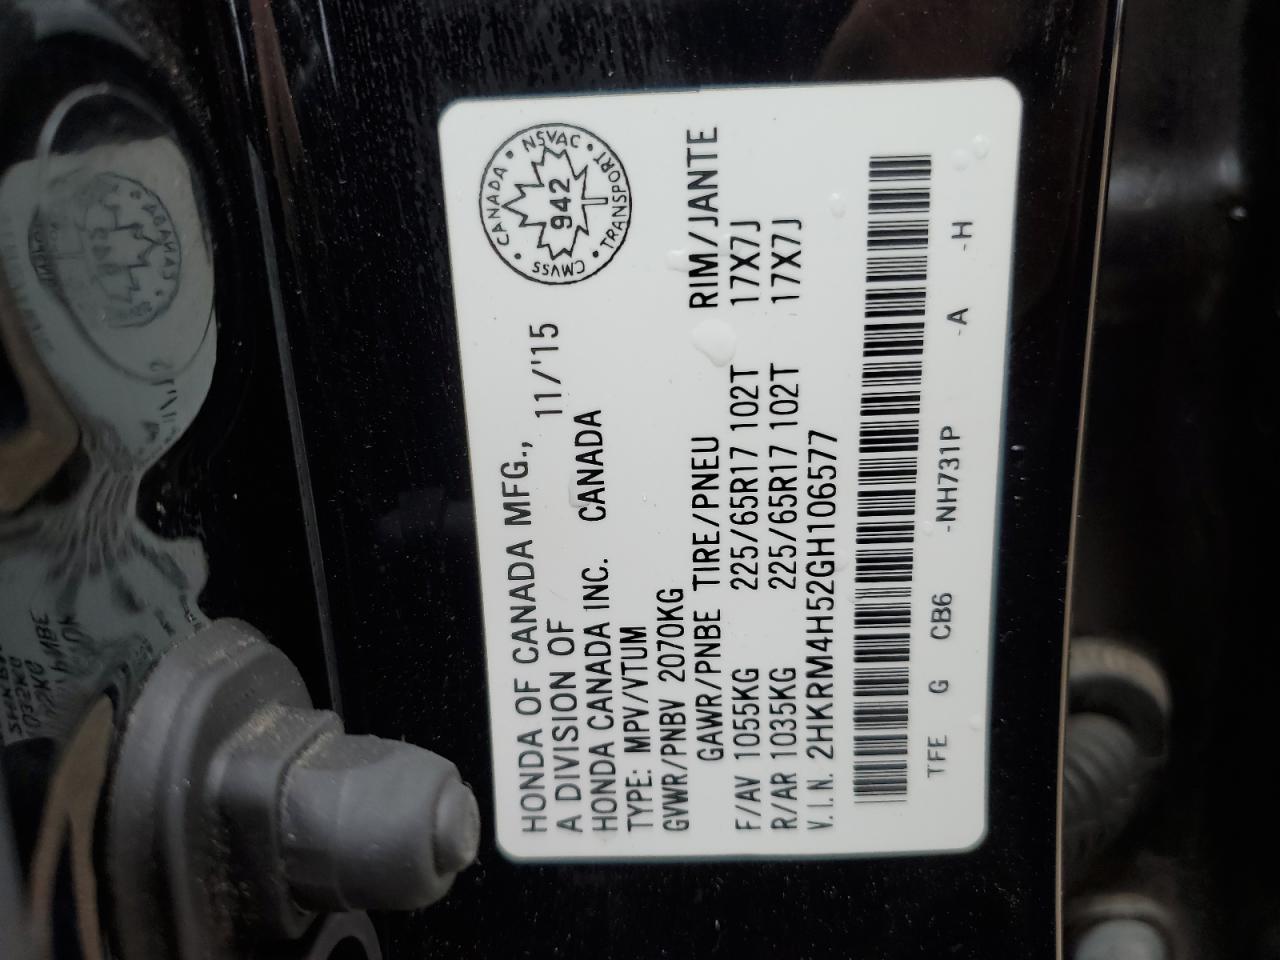 HONDA OF CANADA MFG., 11/'15
A DIVISION OF
HONDA CANADA INC. CANADA
TYPE: MPV/VTUM
GVWR/PNBV 2070KG
GAWR/PNBE TIRE/PNEU RIM/JANTE
F/AV 1055KG 225/65R17 102T 17X7J
R/AR 1035KG 225/65R17 102T 17X7J
V.I.N. 2HKRM4H52GH106577
TFE G CB6 -NH731P -A -H
CANADA • NSVAC • TRANSPORT • CMVSS •
942